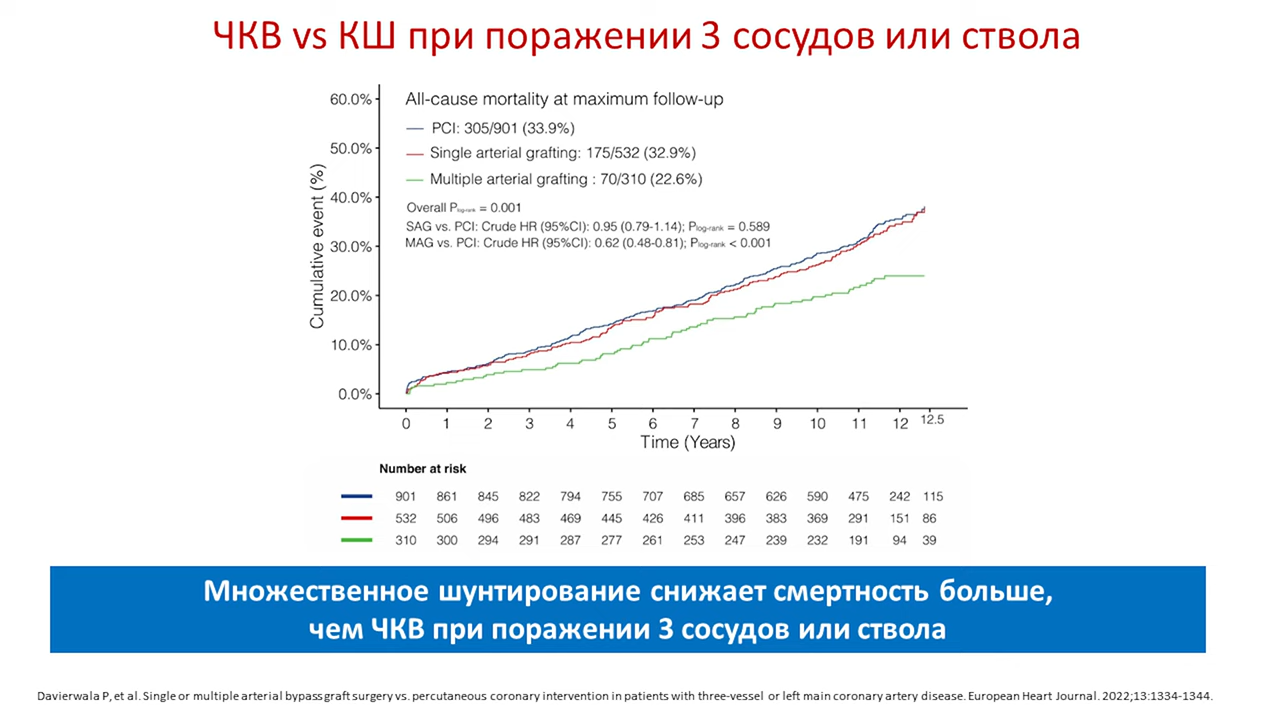 ЧКВ vs КШ при поражении 3 сосудов или ствола
All-cause mortality at maximum follow-up
PCI: 305/901 (33.9%)
Single arterial grafting: 175/532 (32.9%)
Multiple arterial grafting : 70/310 (22.6%)
Overall Plog-rank = 0.001
SAG vs. PCI: Crude HR (95%CI): 0.95 (0.79-1.14); Plog-rank = 0.589
MAG vs. PCI: Crude HR (95%CI): 0.62 (0.48-0.81); Plog-rank < 0.001
Cumulative event (%)
60.0%
50.0%
40.0%
30.0%
20.0%
10.0%
0.0%
0 1 2 3 4 5 6 7 8 9 10 11 12 12.5
Time (Years)
Number at risk
901 861 845 822 794 755 707 685 657 626 590 475 242 115
532 506 496 483 469 445 426 411 396 383 369 291 151 86
310 300 294 291 287 277 261 253 247 239 232 191 94 39
Множественное шунтирование снижает смертность больше,
чем ЧКВ при поражении 3 сосудов или ствола
Davierwala P, et al. Single or multiple arterial bypass graft surgery vs. percutaneous coronary intervention in patients with three-vessel or left main coronary artery disease. European Heart Journal. 2022;13:1334-1344.